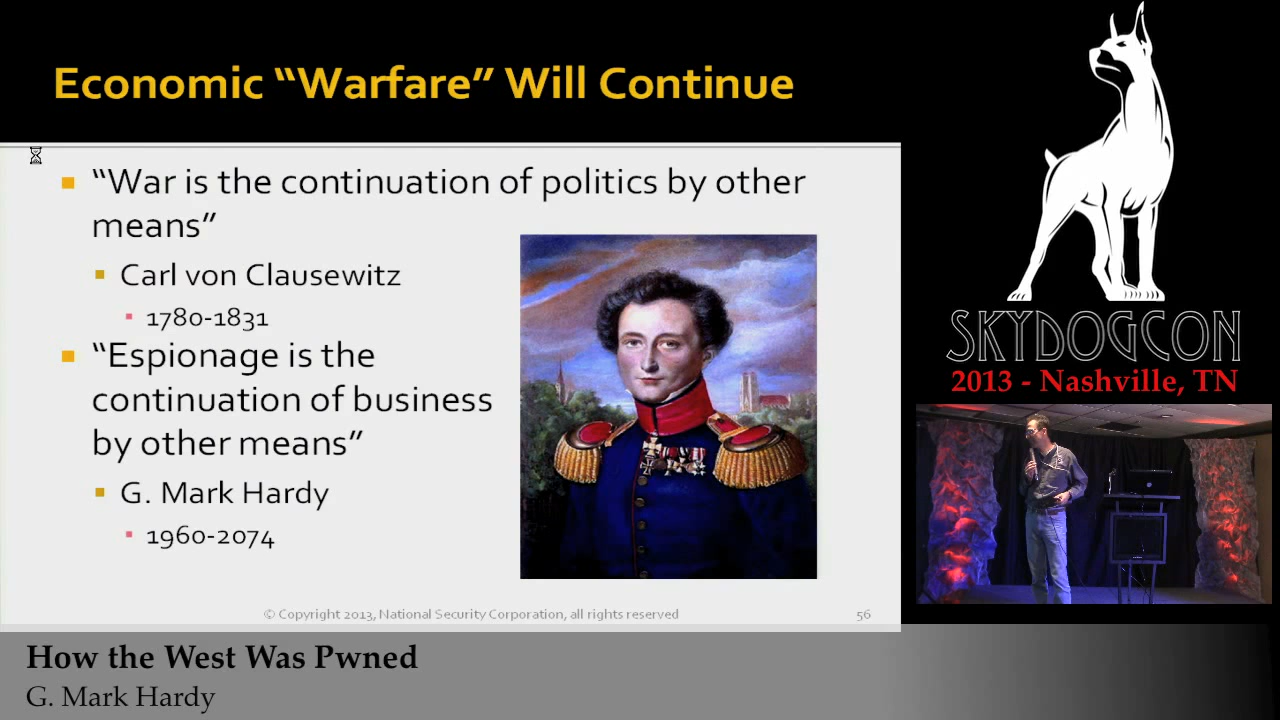 Economic “Warfare” Will Continue
“War is the continuation of politics by other
means”
Carl von Clausewitz
1780-1831
“Espionage is the
continuation of business
by other means”
G. Mark Hardy
1960-2074
© Copyright 2013, National Security Corporation, all rights reserved
56
SKYDOGCON
2013 - Nashville, TN
How the West Was Pwned
G. Mark Hardy